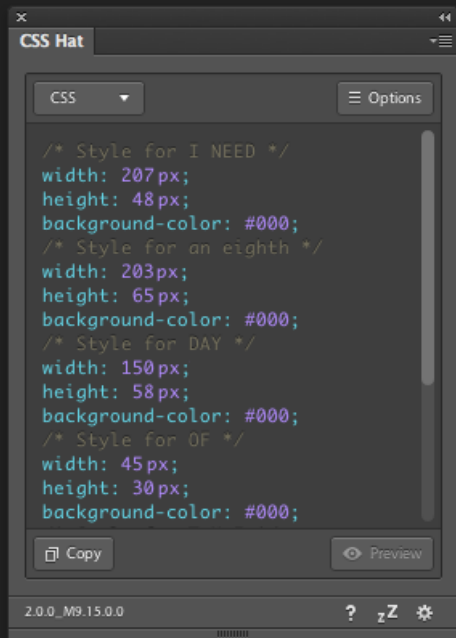 CSS Hat
CSS
Options
/* Style for I NEED */
width: 207px;
height: 48px;
background-color: #000;
/* Style for an eighth */
width: 203px;
height: 65px;
background-color: #000;
/* Style for DAY */
width: 150px;
height: 58px;
background-color: #000;
/* Style for OF */
width: 45px;
height: 30px;
background-color: #000;
Copy
Preview
2.0.0_M9.15.0.0
? zZ